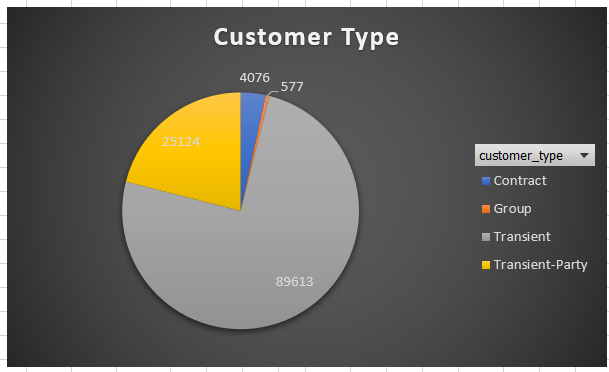 Customer Type
4076
577
25124
89613
customer_type
Contract
Group
Transient
Transient-Party